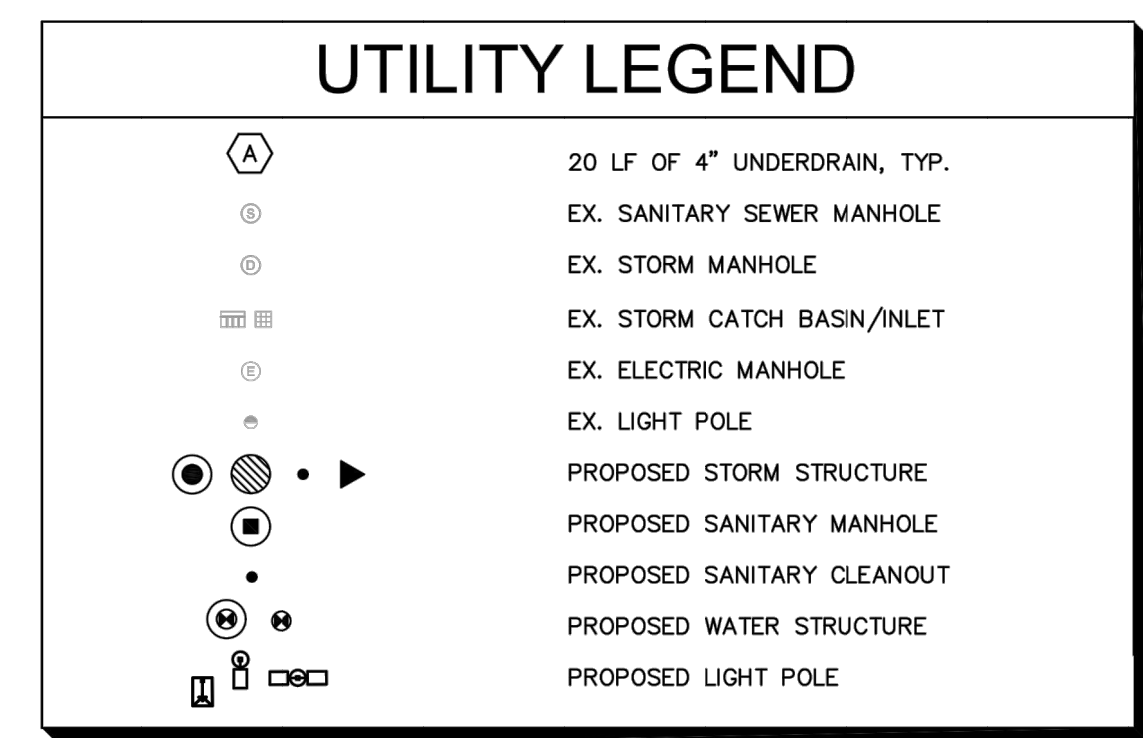 UTILITY LEGEND
A 20 LF OF 4" UNDERDRAIN, TYP.
S EX. SANITARY SEWER MANHOLE
D EX. STORM MANHOLE
EX. STORM CATCH BASIN/INLET
E EX. ELECTRIC MANHOLE
EX. LIGHT POLE
PROPOSED STORM STRUCTURE
PROPOSED SANITARY MANHOLE
PROPOSED SANITARY CLEANOUT
PROPOSED WATER STRUCTURE
PROPOSED LIGHT POLE